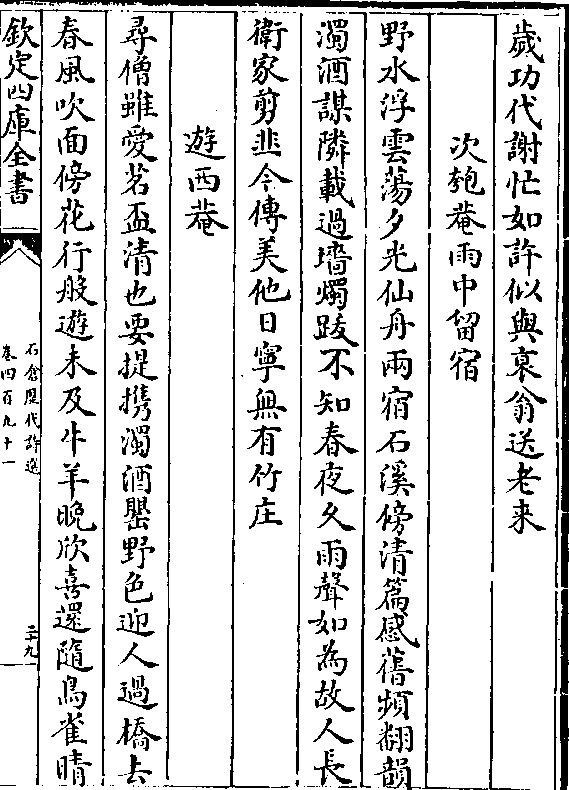 歳功代謝忙如許似與衰翁送老来
次匏菴雨中留宿
野水浮雲蕩夕光仙舟兩宿石溪傍清篇感舊頻翻韻
濁酒謀隣載過墻燭跋不知春夜久雨聲如為故人長
衛家剪韭今傳美他日寧無有竹庄
遊西菴
尋僧雖愛茗盃清也要提携濁酒罌野色迎人過橋去
春風吹面傍花行般遊未及牛羊晚欣喜還隨鳥雀晴
欽定四庫全書
石倉歷代詩選
卷四百九十一
三九